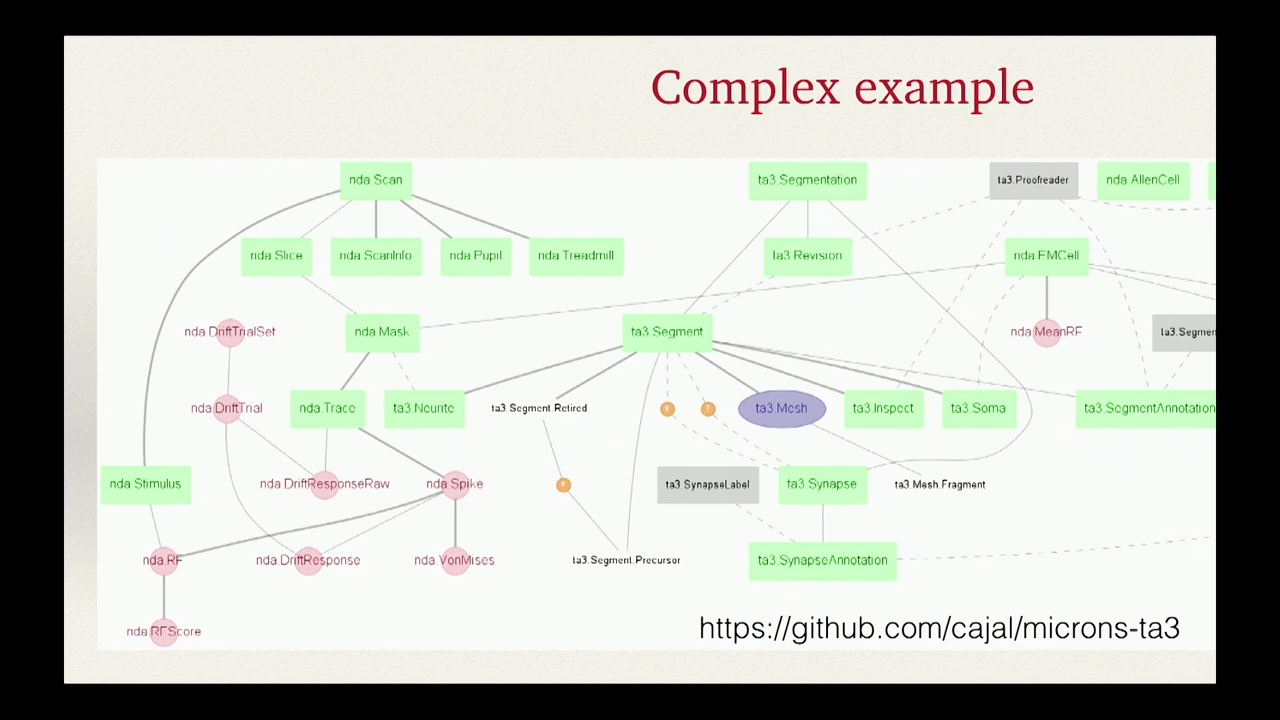 Complex example
nda.Scan
ta3.Segmentation
ta3.Proofreader
nda.AllenCell
nda.Slice
nda.ScanInfo
nda.Pupil
nda.Treadmill
ta3.Revision
nda.EMCell
nda.DriftTrialSet
nda.Mask
ta3.Segment
nda.MeanRF
ta3.Segmen
nda.DriftTrial
nda.Trace
ta3.Neurite
ta3.Segment.Retired
ta3.Mesh
ta3.Inspect
ta3.Soma
ta3.SegmentAnnotation
nda.Stimulus
nda.DriftResponseRaw
nda.Spike
ta3.SynapseLabel
ta3.Synapse
ta3.Mesh.Fragment
nda.RF
nda.DriftResponse
nda.VonMises
ta3.Segment.Precursor
ta3.SynapseAnnotation
nda.RFScore
https://github.com/cajal/microns-ta3